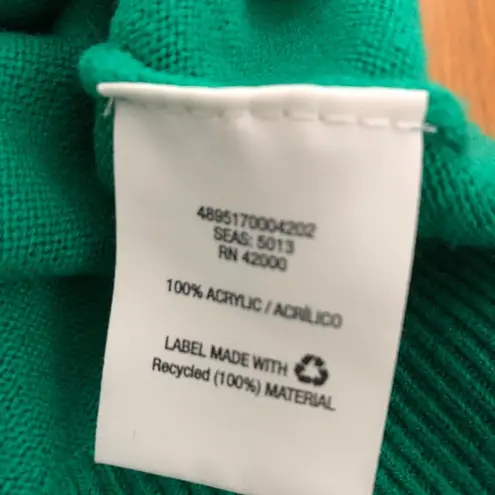 4895170004202
SEAS: 5013
RN 42000
100% ACRYLIC / ACRÍLICO
LABEL MADE WITH
Recycled (100%) MATERIAL